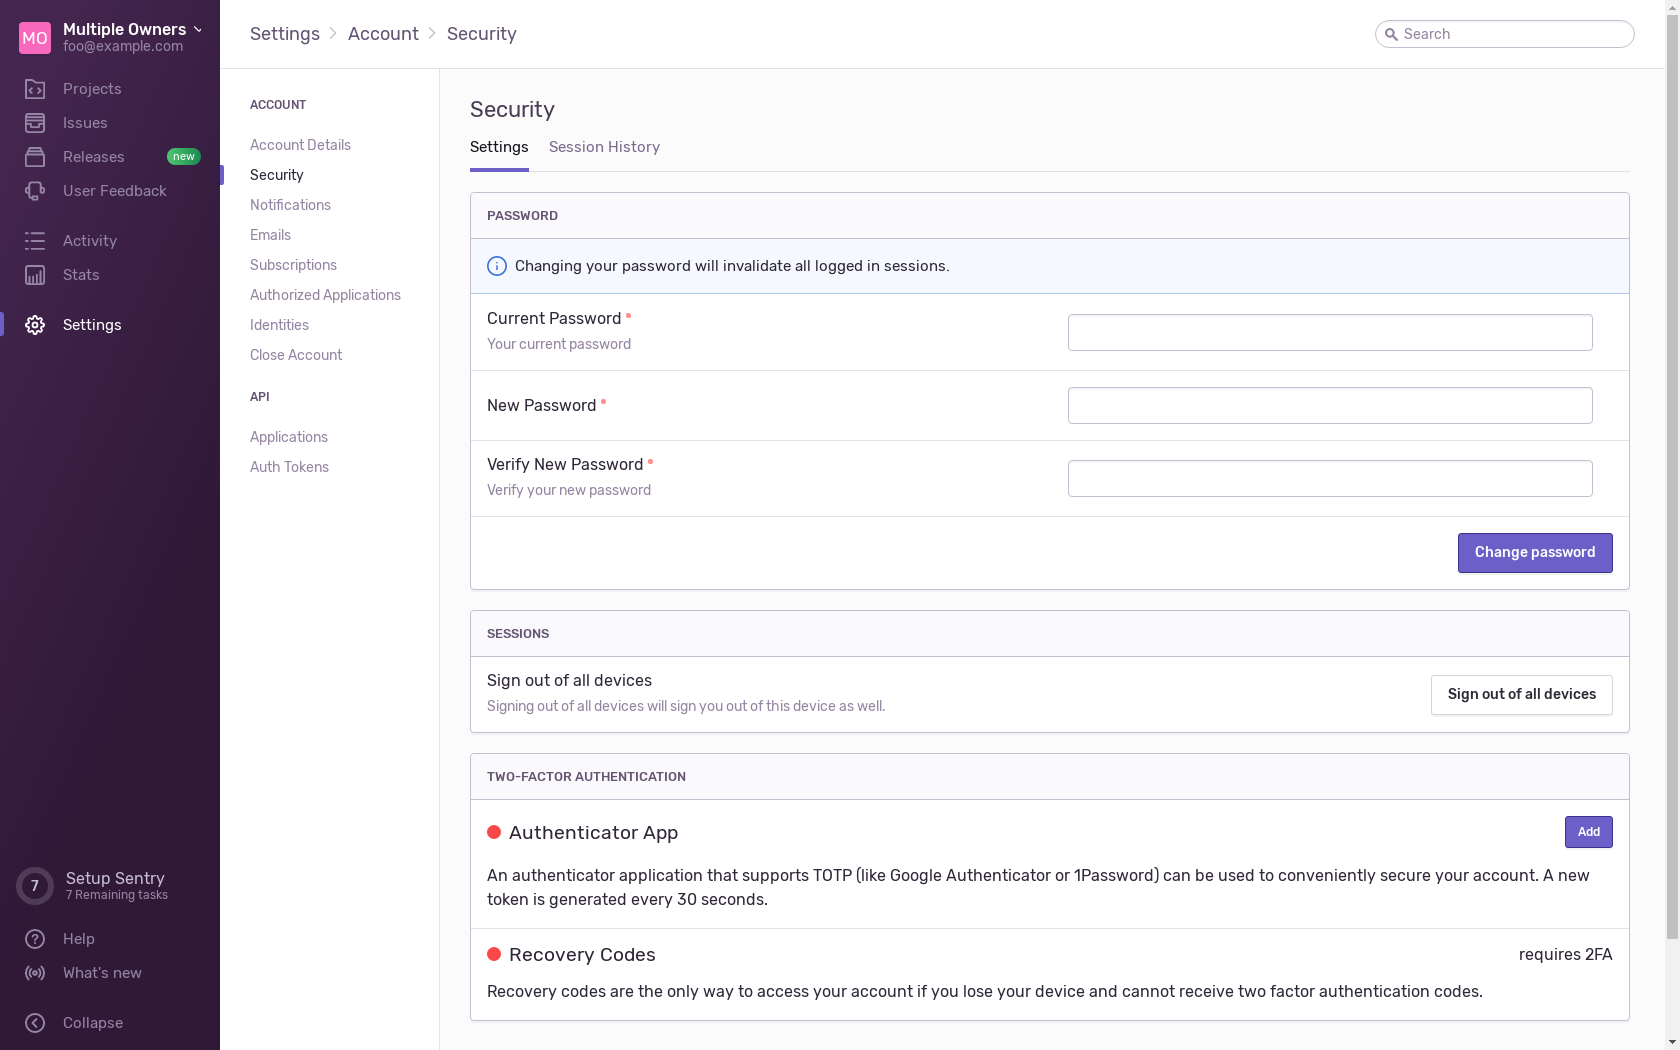 MO
Multiple Owners
foo@example.com
Projects
Issues
Releases new
User Feedback
Activity
Stats
Settings
7
Setup Sentry
7 Remaining tasks
Help
What's new
Collapse
Settings Account Security
Search
ACCOUNT
Account Details
Security
Notifications
Emails
Subscriptions
Authorized Applications
Identities
Close Account
API
Applications
Auth Tokens
Security
Settings Session History
PASSWORD
Changing your password will invalidate all logged in sessions.
Current Password
Your current password
New Password
Verify New Password
Verify your new password
Change password
SESSIONS
Sign out of all devices
Signing out of all devices will sign you out of this device as well.
Sign out of all devices
TWO-FACTOR AUTHENTICATION
Authenticator App
Add
An authenticator application that supports TOTP (like Google Authenticator or 1Password) can be used to conveniently secure your account. A new
token is generated every 30 seconds.
Recovery Codes
requires 2FA
Recovery codes are the only way to access your account if you lose your device and cannot receive two factor authentication codes.